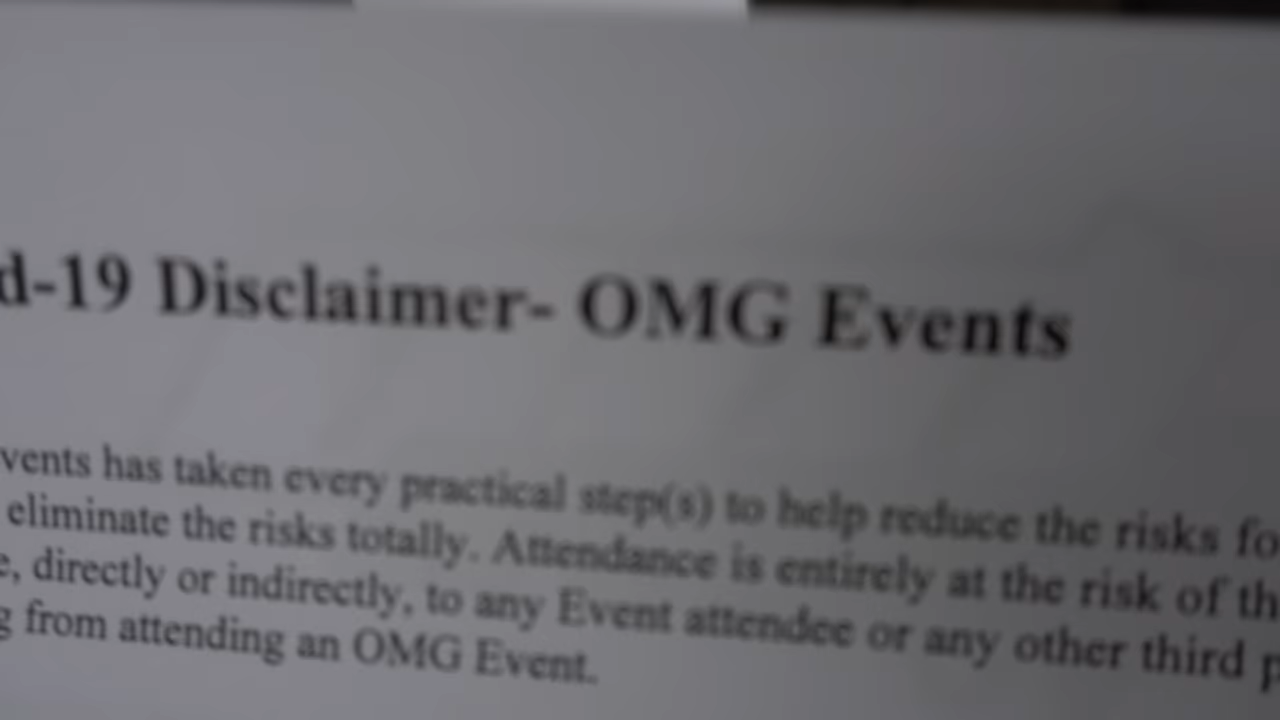 d-19 Disclaimer- OMG Events
vents has taken every practical step(s) to help reduce the risks fo
eliminate the risks totally. Attendance is entirely at the risk of th
e, directly or indirectly, to any Event attendee or any other third p
g from attending an OMG Event.